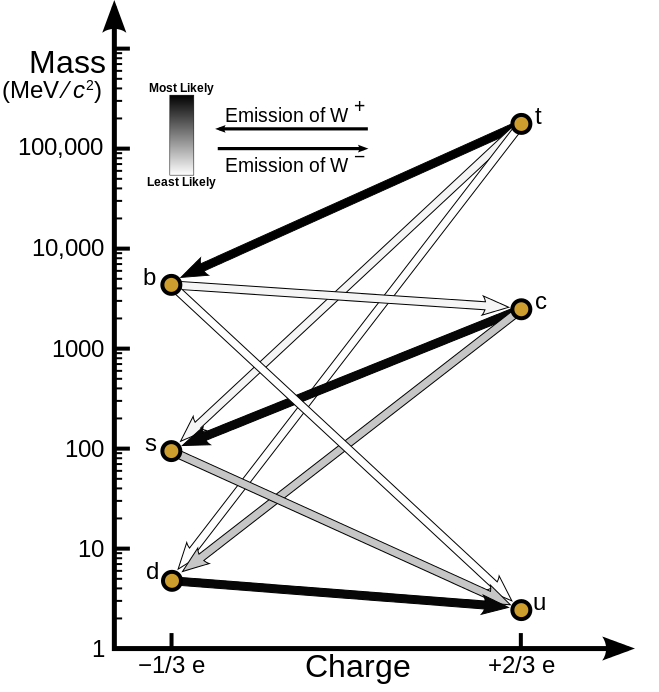 Mass
(MeV/c²)
Most Likely
Least Likely
Emission of W +
Emission of W −
100,000
10,000
1000
100
10
1
t
b
c
s
d
u
−1/3 e
Charge
+2/3 e